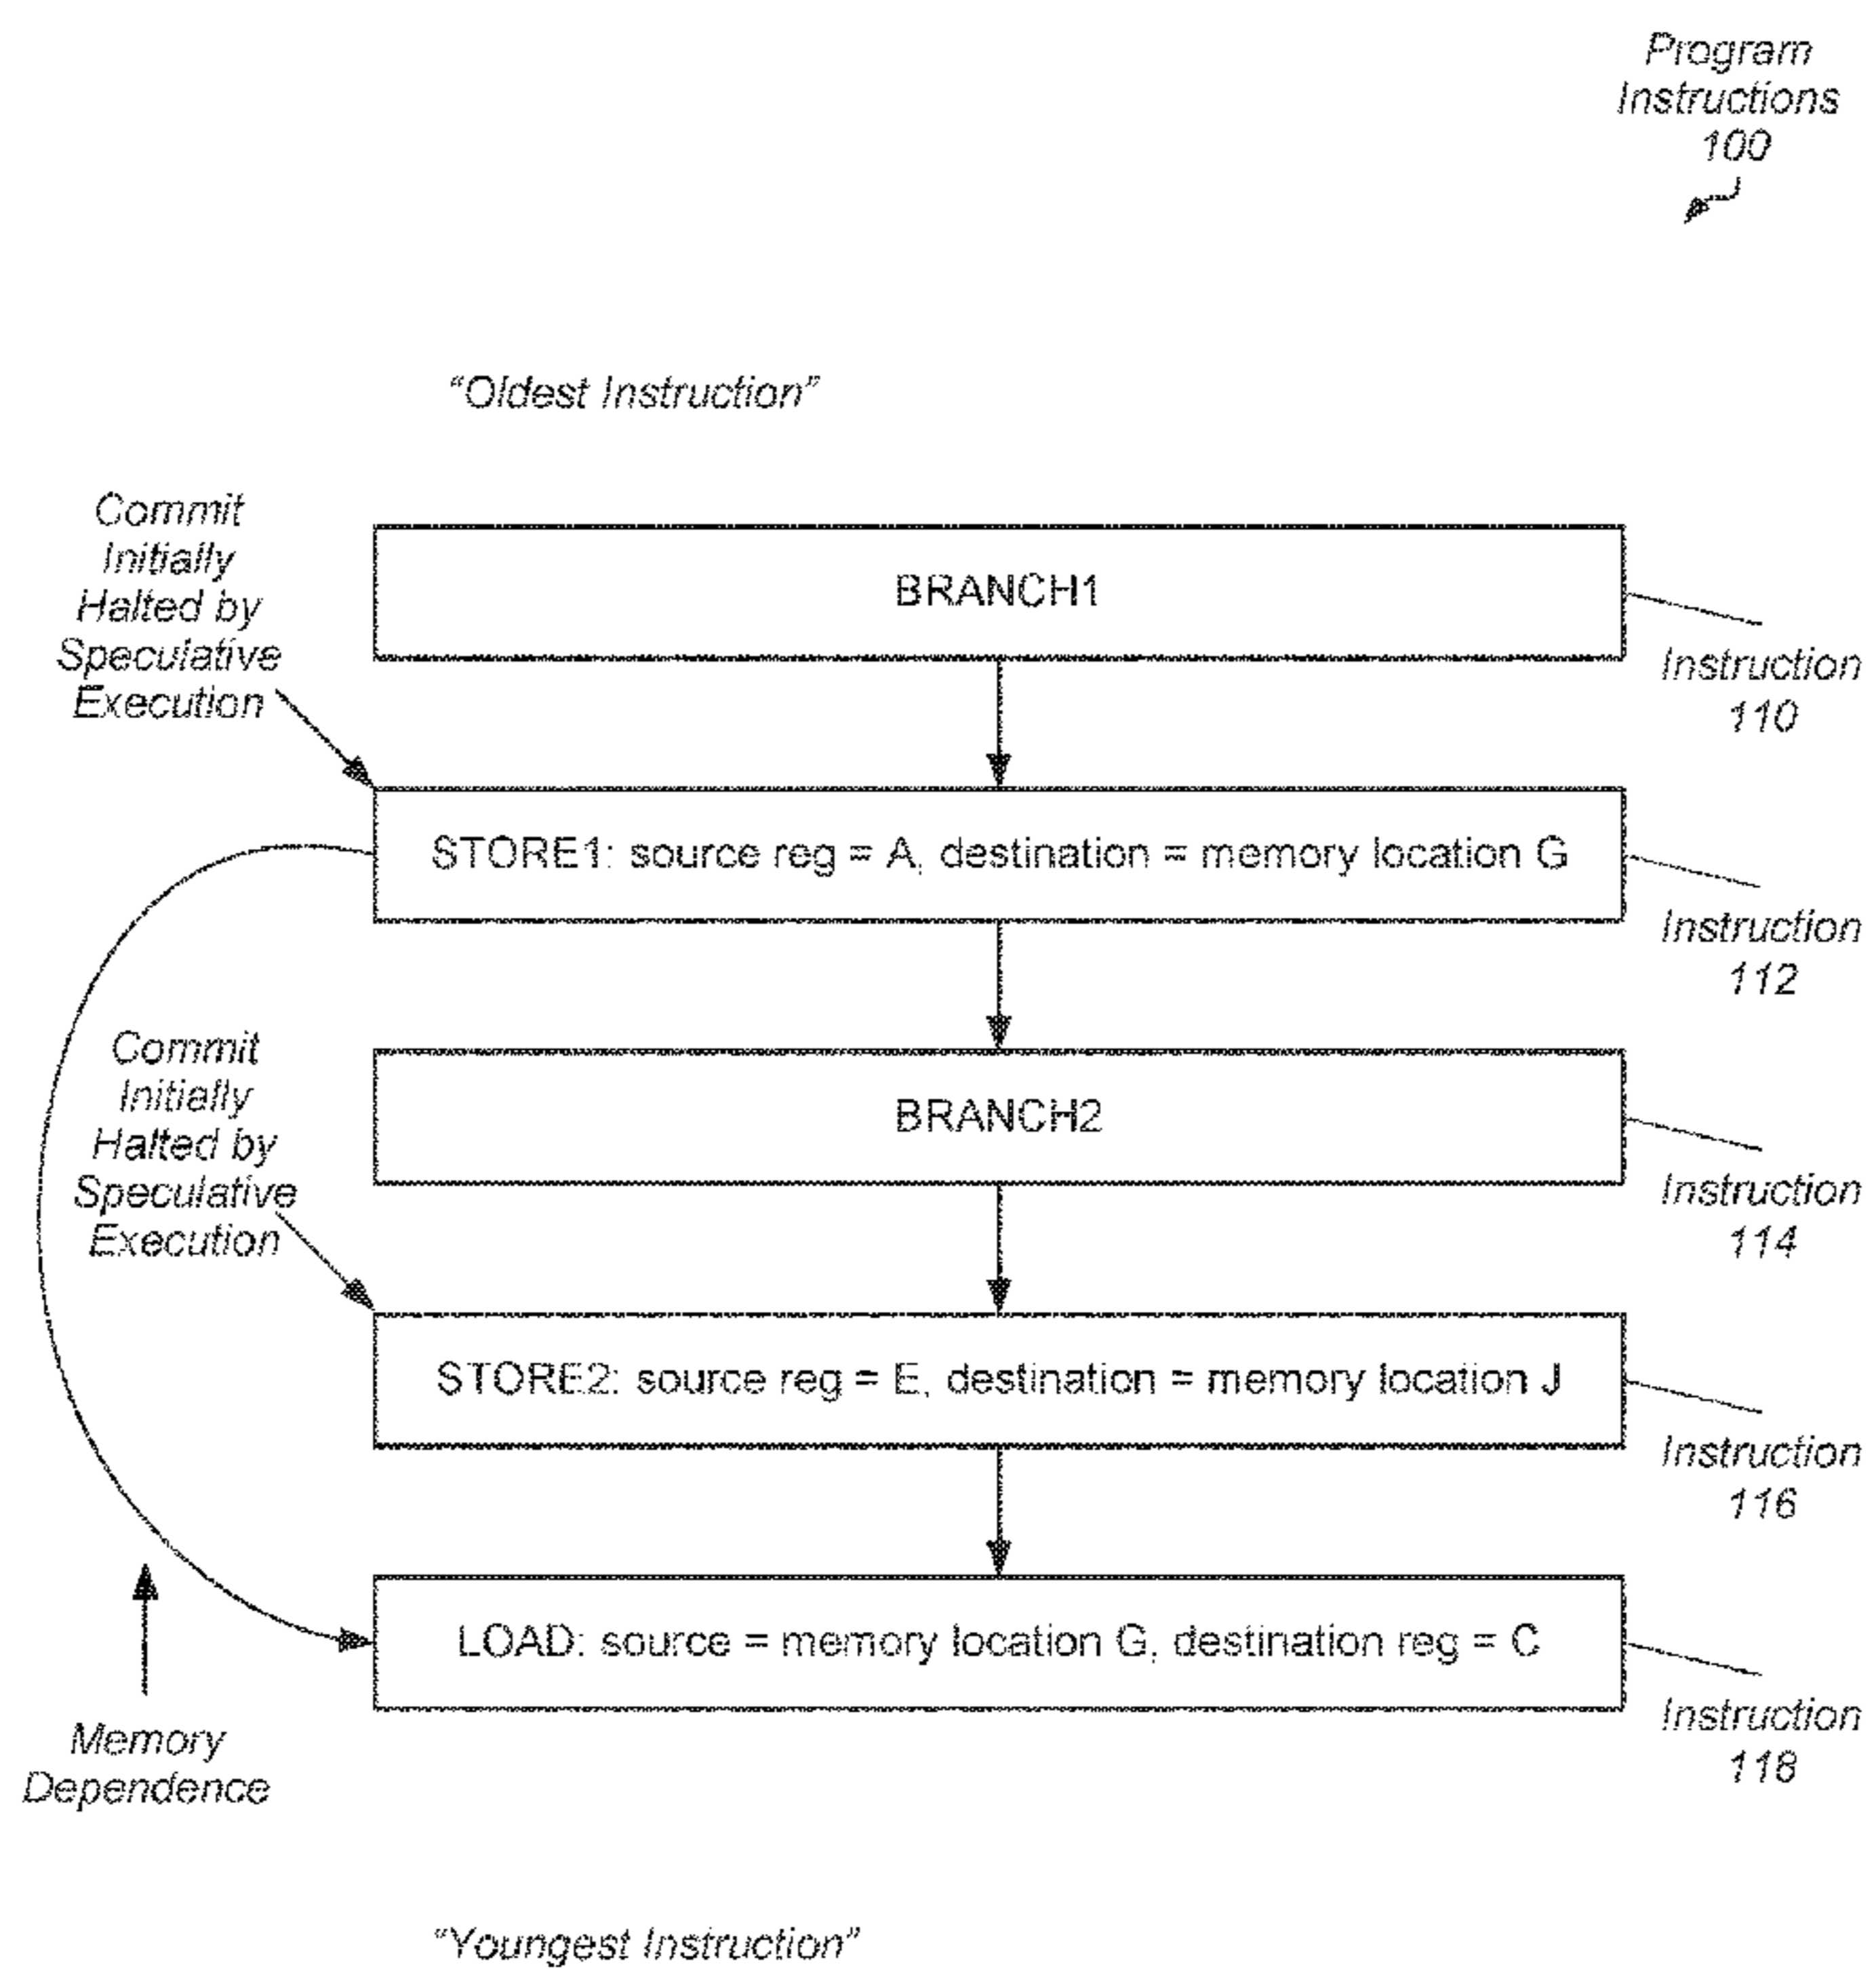 Program
Instructions
100
“Oldest Instruction”
Commit
Initially
Halted by
Speculative
Execution
BRANCH1
Instruction
110
STORE1: source reg = A, destination = memory location G
Instruction
112
Commit
Initially
Halted by
Speculative
Execution
BRANCH2
Instruction
114
STORE2: source reg = E, destination = memory location J
Instruction
116
LOAD: source = memory location G, destination reg = C
Instruction
118
Memory
Dependence
“Youngest Instruction”